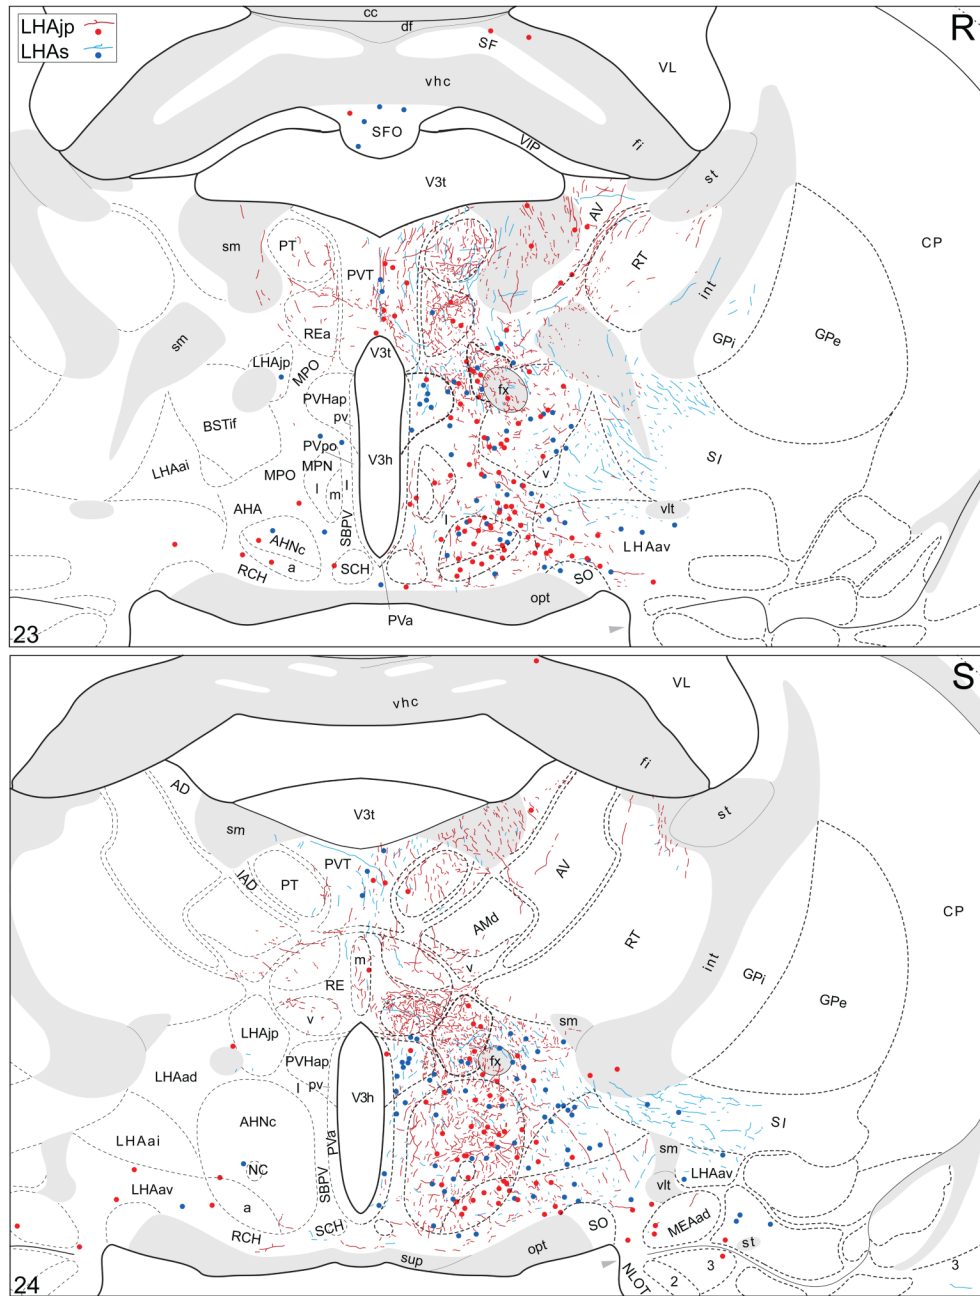 LHAjp
LHAs
cc
df
SF
R
vhc
VL
SFO
VIP
fi
st
V3t
AV
CP
sm
PT
PVT
RT
int
REa
sm
V3t
GPi
GPe
LHAjp
MPO
PVHap
pv
fx
BSTif
PVpo
V3h
SI
LHAai
MPO
MPN
l
m
l
v
l
AHA
SBPV
vlt
AHNc
a
LHAav
RCH
SCH
SO
opt
PVa
23
S
vhc
VL
fi
AD
st
V3t
sm
PVT
IAD
PT
AV
CP
AMd
RT
m
RE
v
int
GPi
GPe
v
sm
LHAjp
PVHap
l
pv
fx
LHAad
V3h
AHNc
SI
LHAai
PVa
sm
NC
SBPV
LHAav
LHAav
vlt
a
MEAad
RCH
SCH
SO
st
sup
opt
NLOT
2
3
3
24